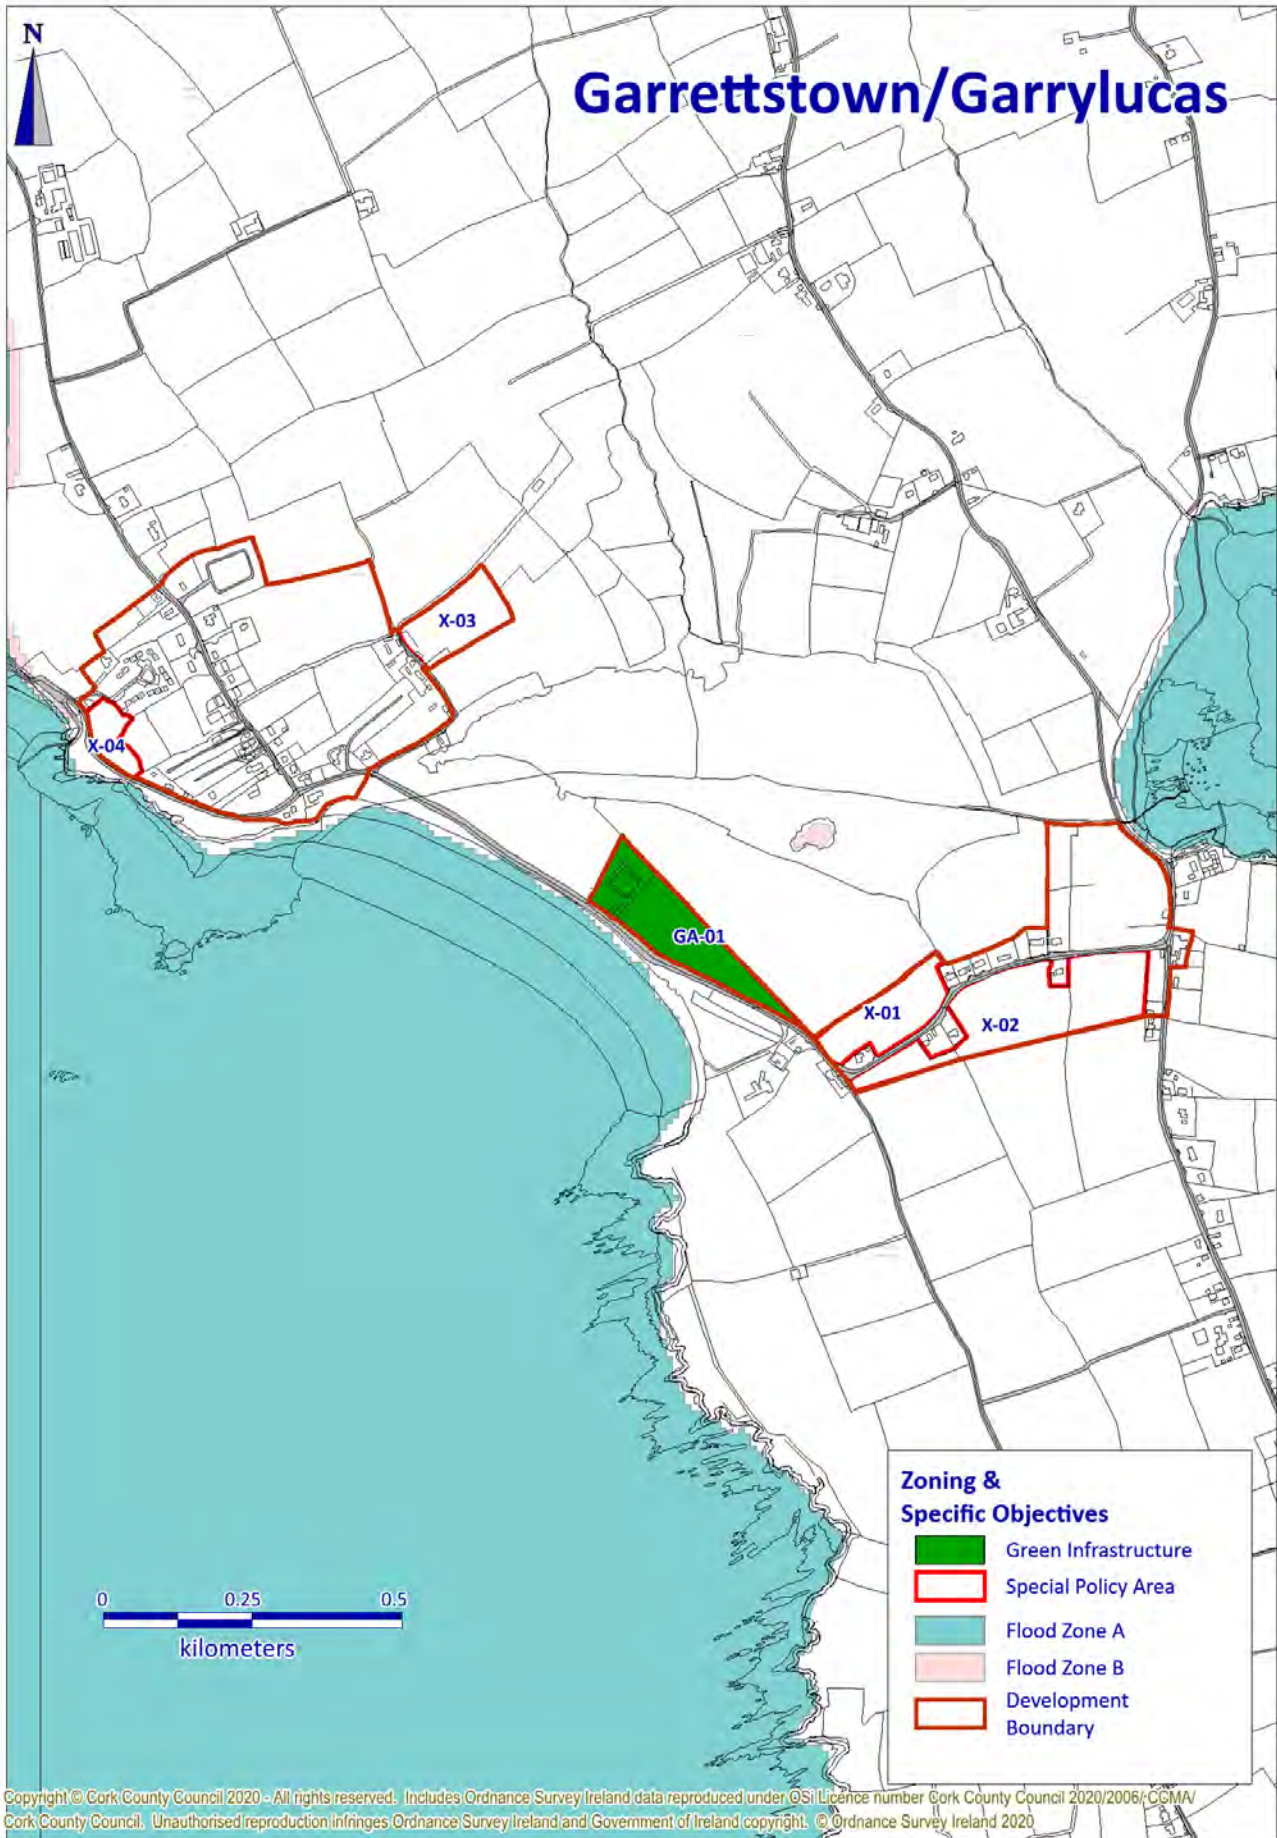 N
Garrettstown/Garrylucas
X-03
X-04
GA-01
X-01
X-02
Zoning &
Specific Objectives
Green Infrastructure
Special Policy Area
Flood Zone A
Flood Zone B
Development
Boundary
0 0.25 0.5
kilometers
Copyright © Cork County Council 2020 - All rights reserved. Includes Ordnance Survey Ireland data reproduced under OSi Licence number Cork County Council 2020/2006/CCMA/
Cork County Council. Unauthorised reproduction infringes Ordnance Survey Ireland and Government of Ireland copyright. © Ordnance Survey Ireland 2020